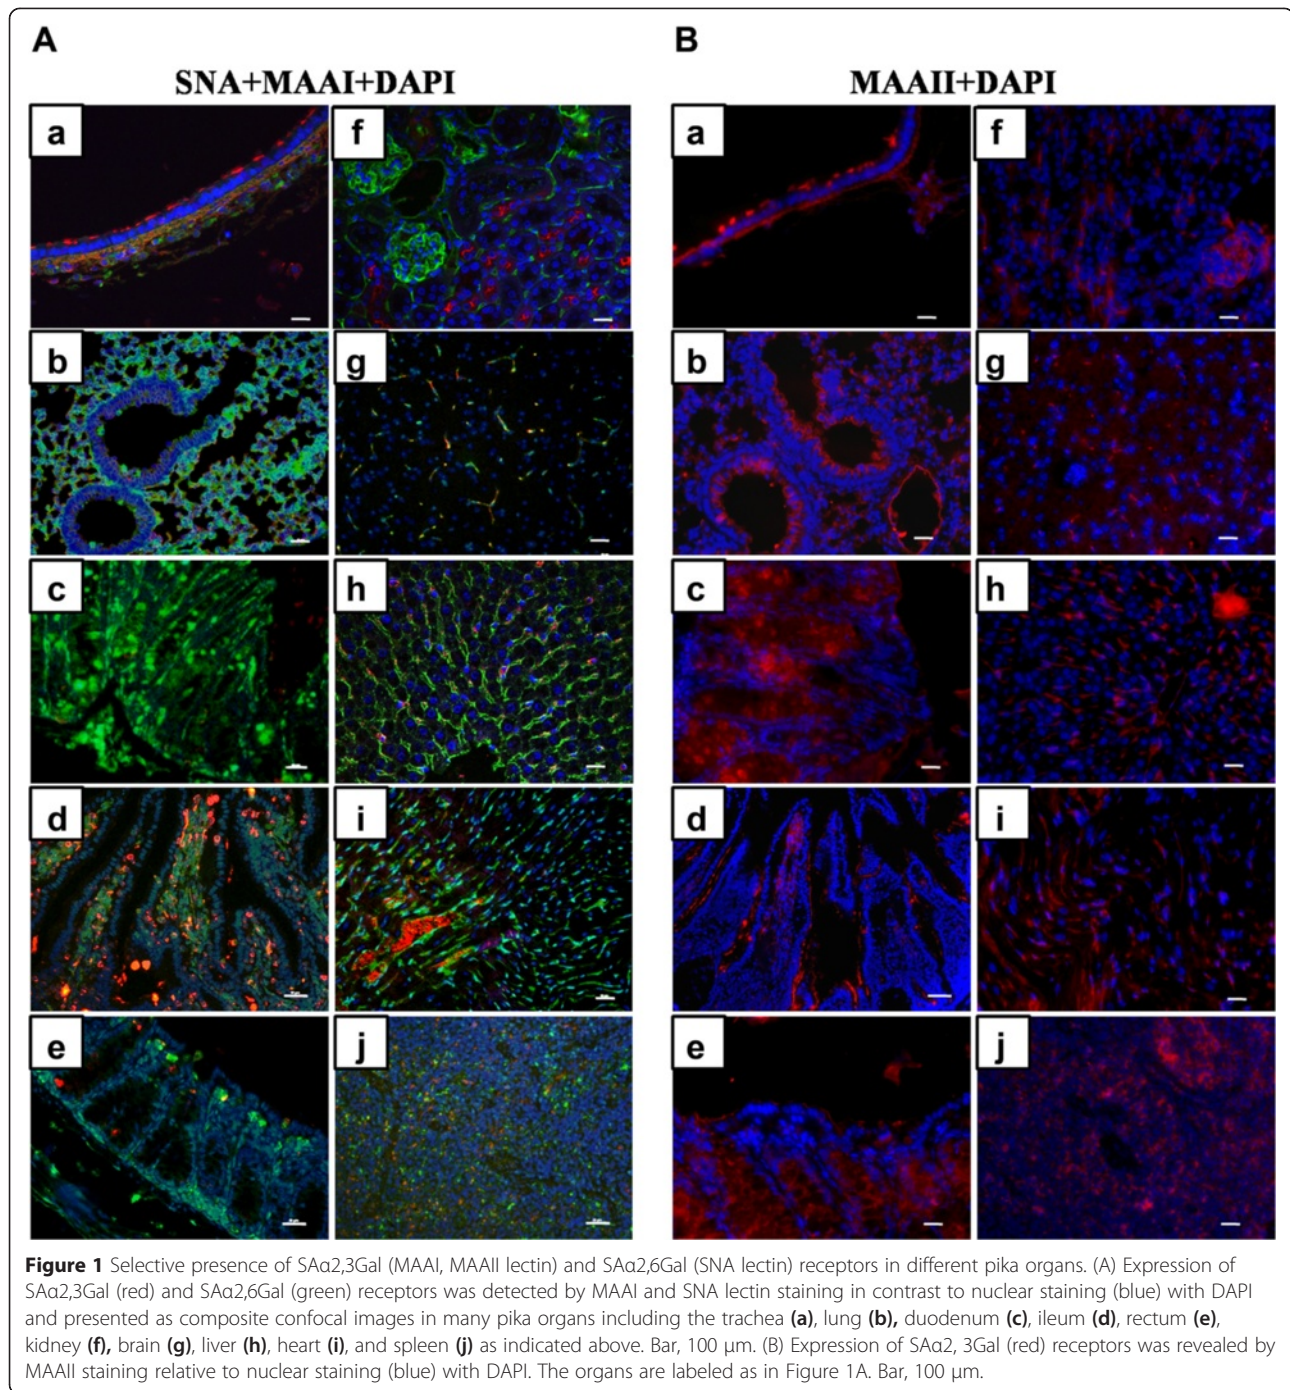 A
B
SNA+MAAI+DAPI
MAAII+DAPI
a
f
a
f
b
g
b
g
c
h
c
h
d
i
d
i
e
j
e
j
Figure 1 Selective presence of SAα2,3Gal (MAAI, MAAII lectin) and SAα2,6Gal (SNA lectin) receptors in different pika organs. (A) Expression of
SAα2,3Gal (red) and SAα2,6Gal (green) receptors was detected by MAAI and SNA lectin staining in contrast to nuclear staining (blue) with DAPI
and presented as composite confocal images in many pika organs including the trachea (a), lung (b), duodenum (c), ileum (d), rectum (e),
kidney (f), brain (g), liver (h), heart (i), and spleen (j) as indicated above. Bar, 100 μm. (B) Expression of SAα2, 3Gal (red) receptors was revealed by
MAAII staining relative to nuclear staining (blue) with DAPI. The organs are labeled as in Figure 1A. Bar, 100 μm.